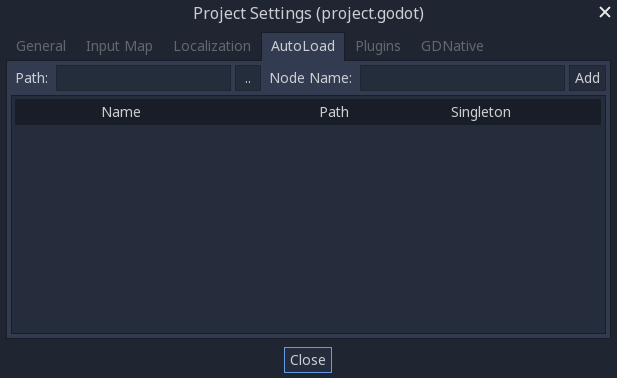 Project Settings (project.godot)
General Input Map Localization AutoLoad Plugins GDNative
Path: .. Node Name: Add
Name Path Singleton
Close